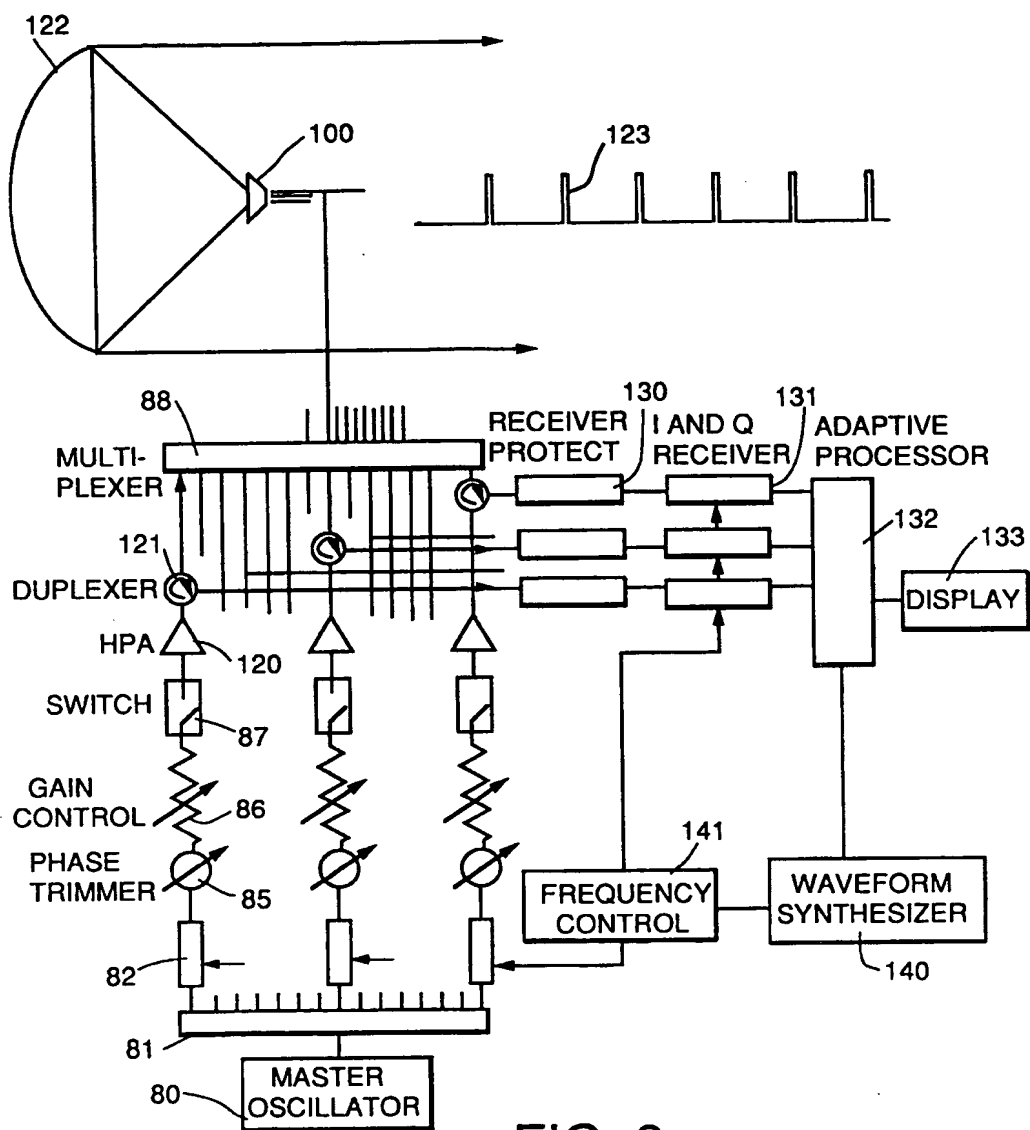 122
100
123
88
130
131
RECEIVER
PROTECT
I AND Q
RECEIVER
ADAPTIVE
PROCESSOR
MULTI-
PLEXER
132
133
121
DUPLEXER
DISPLAY
HPA
120
SWITCH
87
GAIN
CONTROL
86
PHASE
TRIMMER
85
141
FREQUENCY
CONTROL
WAVEFORM
SYNTHESIZER
140
82
81
MASTER
OSCILLATOR
80